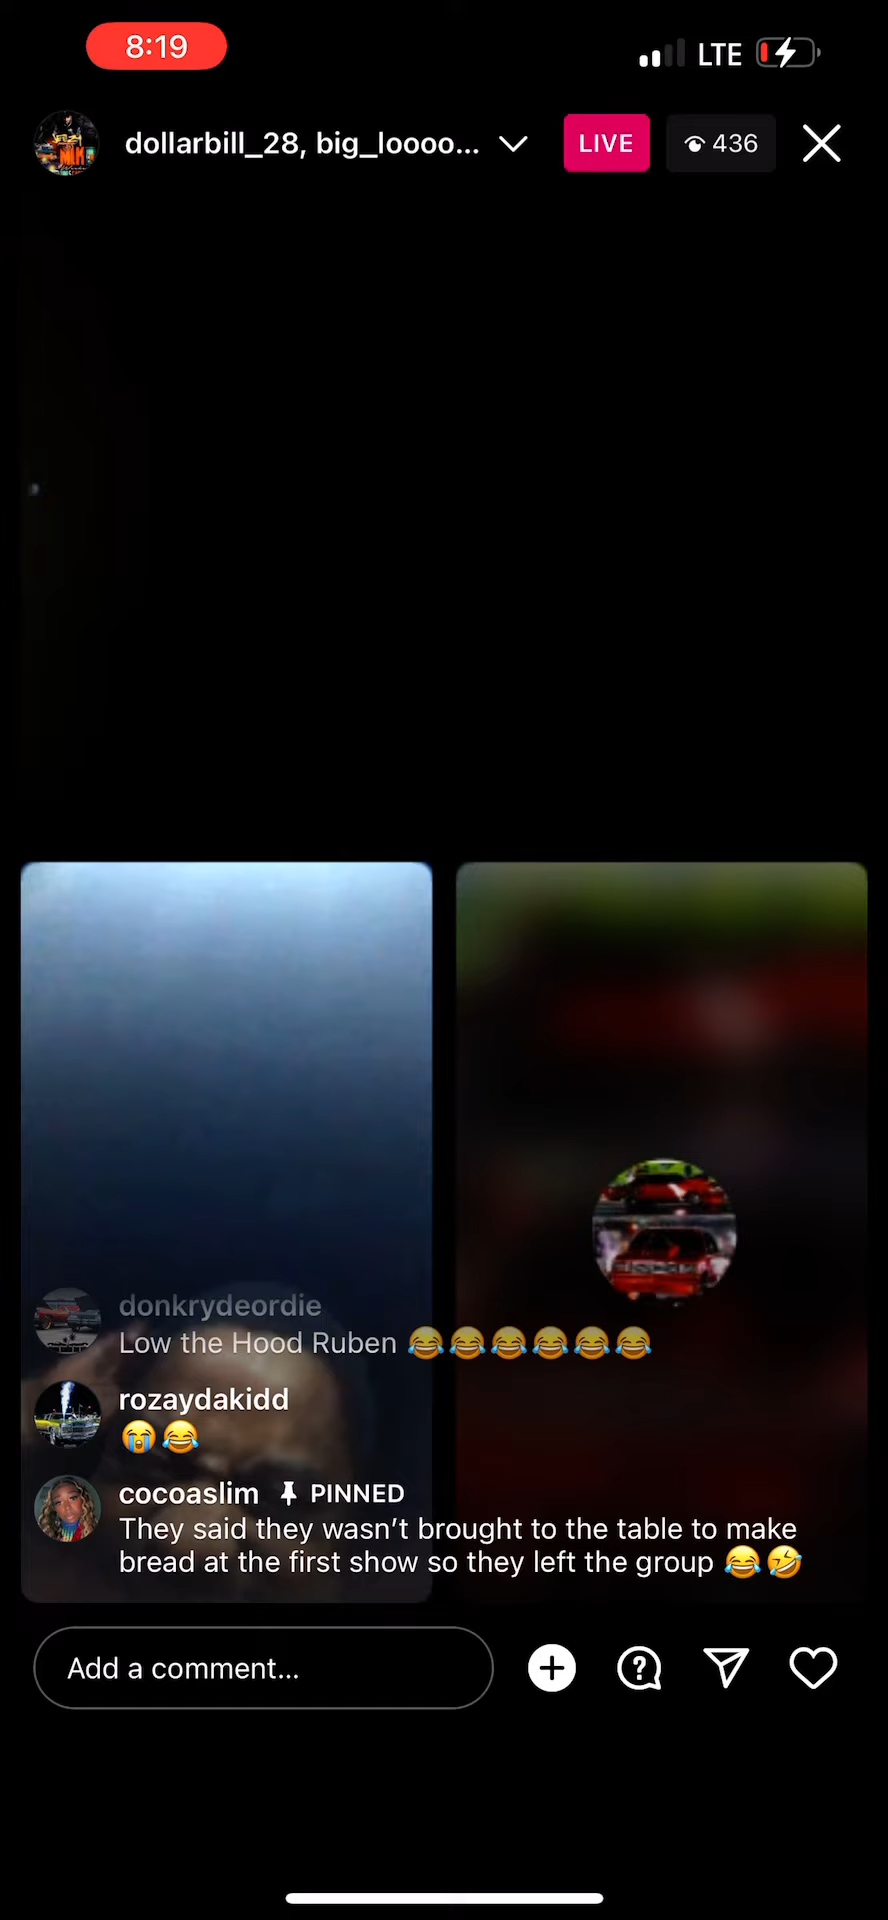 8:19
LTE
dollarbill_28, big_loooo...
LIVE
436
donkrydeordie
Low the Hood Ruben 😂😂😂😂😂😂
rozaydakidd
😭😂
cocoaslim PINNED
They said they wasn't brought to the table to make
bread at the first show so they left the group 😂🤣
Add a comment...